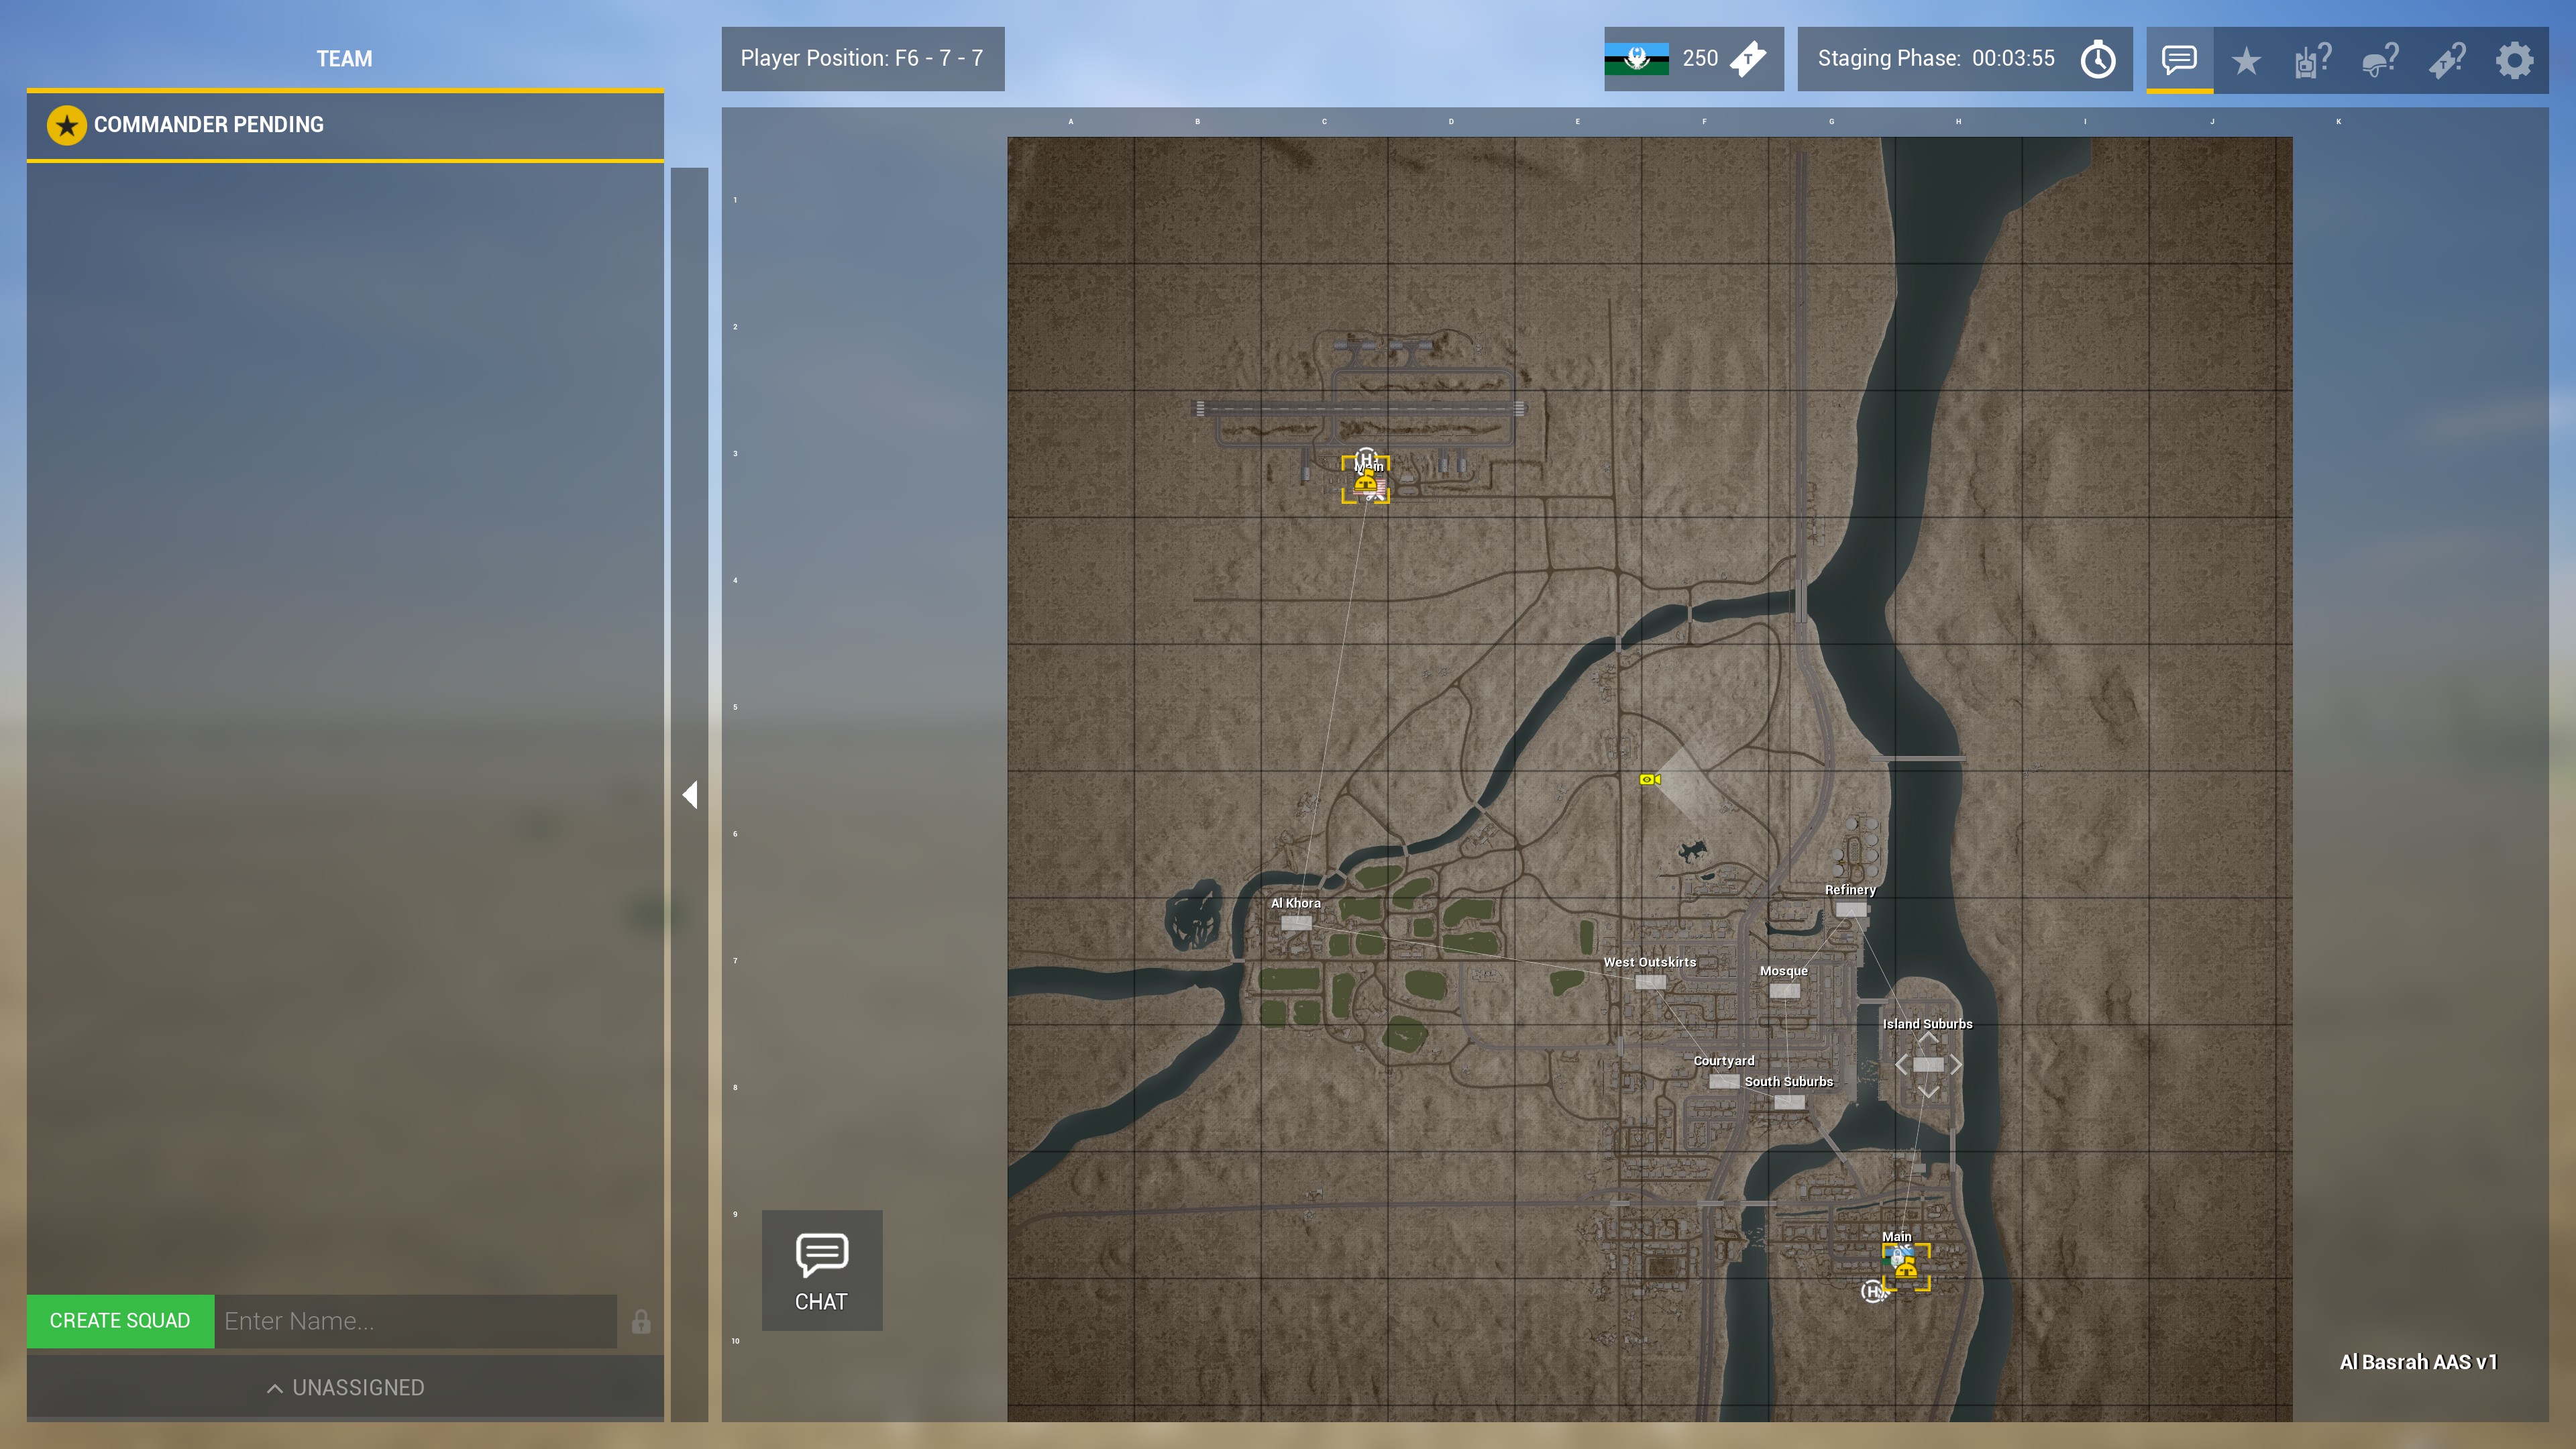 TEAM
Player Position: F6 - 7 - 7
250
T
Staging Phase: 00:03:55
? ? T ?
COMMANDER PENDING
A B C D E F G H I J K
1
2
3
H
Main
4
5
6
Refinery
Al Khora
7
West Outskirts
Mosque
Island Suburbs
Courtyard
South Suburbs
8
9
Main
H
10
CHAT
CREATE SQUAD Enter Name...
UNASSIGNED
Al Basrah AAS v1